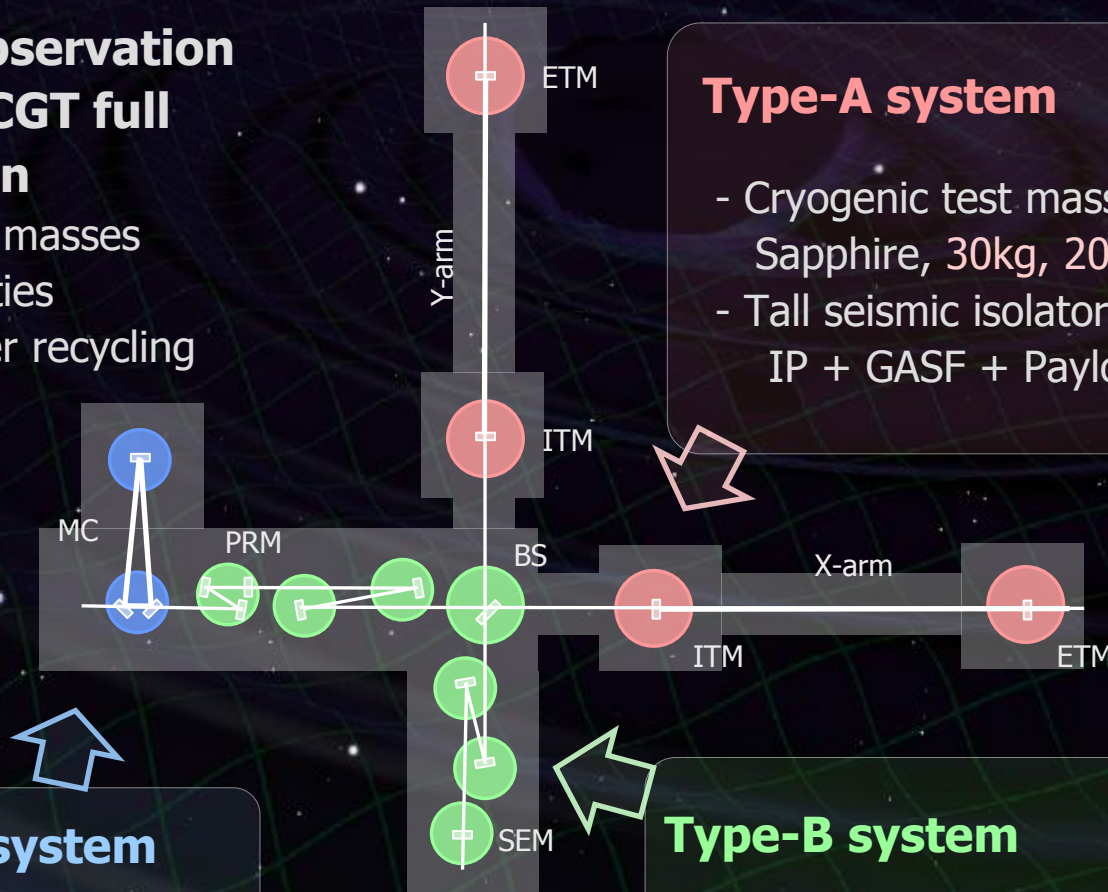 servation
CGT full
n
masses
ties
er recycling
ETM
Type-A system
- Cryogenic test mass
Sapphire, 30kg, 20
- Tall seismic isolator
IP + GASF + Paylo
Y-arm
ITM
MC
PRM
BS
X-arm
ITM
ETM
system
SEM
Type-B system